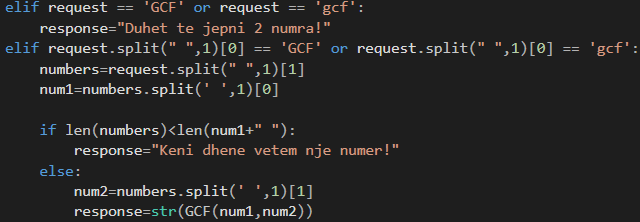 elif request == 'GCF' or request == 'gcf':
    response="Duhet te jepni 2 numra!"
elif request.split(" ",1)[0] == 'GCF' or request.split(" ",1)[0] == 'gcf':
    numbers=request.split(" ",1)[1]
    num1=numbers.split(' ',1)[0]

    if len(numbers)<len(num1+" "):
        response="Keni dhene vetem nje numer!"
    else:
        num2=numbers.split(' ',1)[1]
        response=str(GCF(num1,num2))